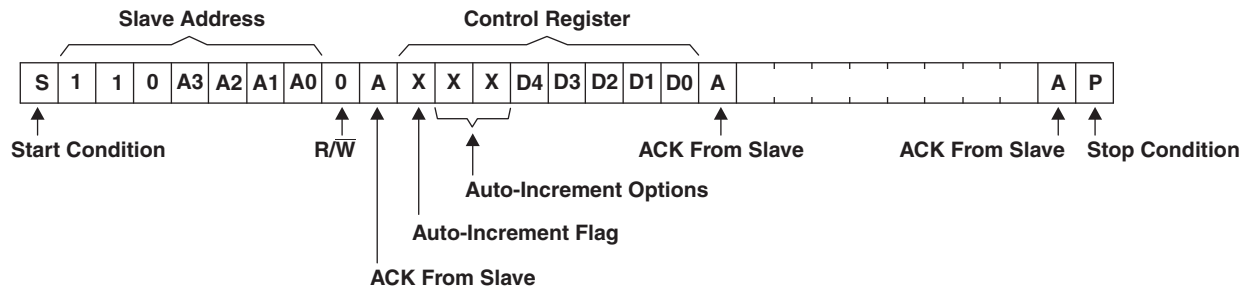 Slave Address
Control Register
S 1 1 0 A3 A2 A1 A0 0 A X X X D4 D3 D2 D1 D0 A A P
Start Condition
R/W̅
ACK From Slave
ACK From Slave
Stop Condition
Auto-Increment Options
Auto-Increment Flag
ACK From Slave